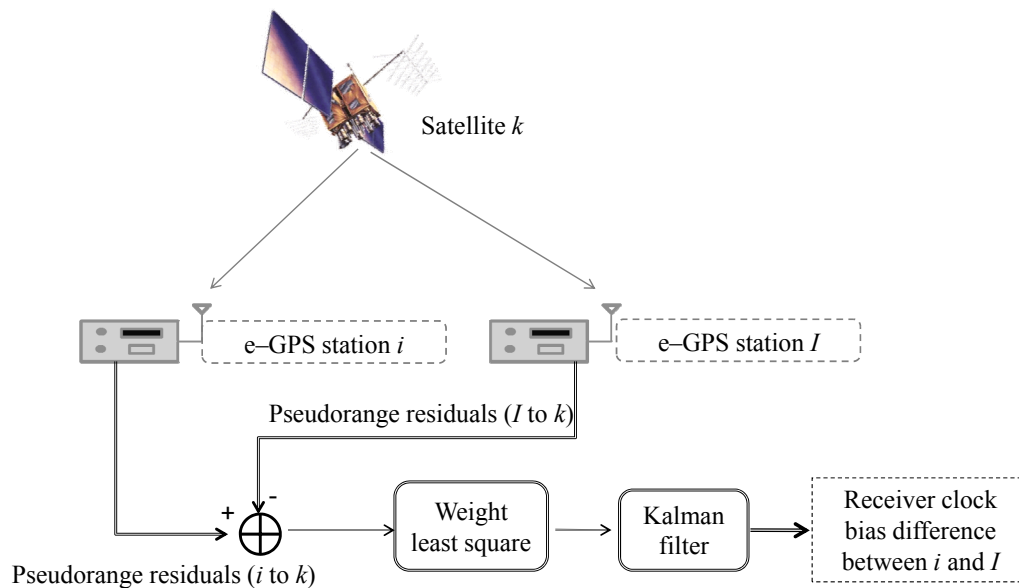 Satellite k
e–GPS station i
e–GPS station I
Pseudorange residuals (I to k)
+
-
Pseudorange residuals (i to k)
Weight
least square
Kalman
filter
Receiver clock
bias difference
between i and I